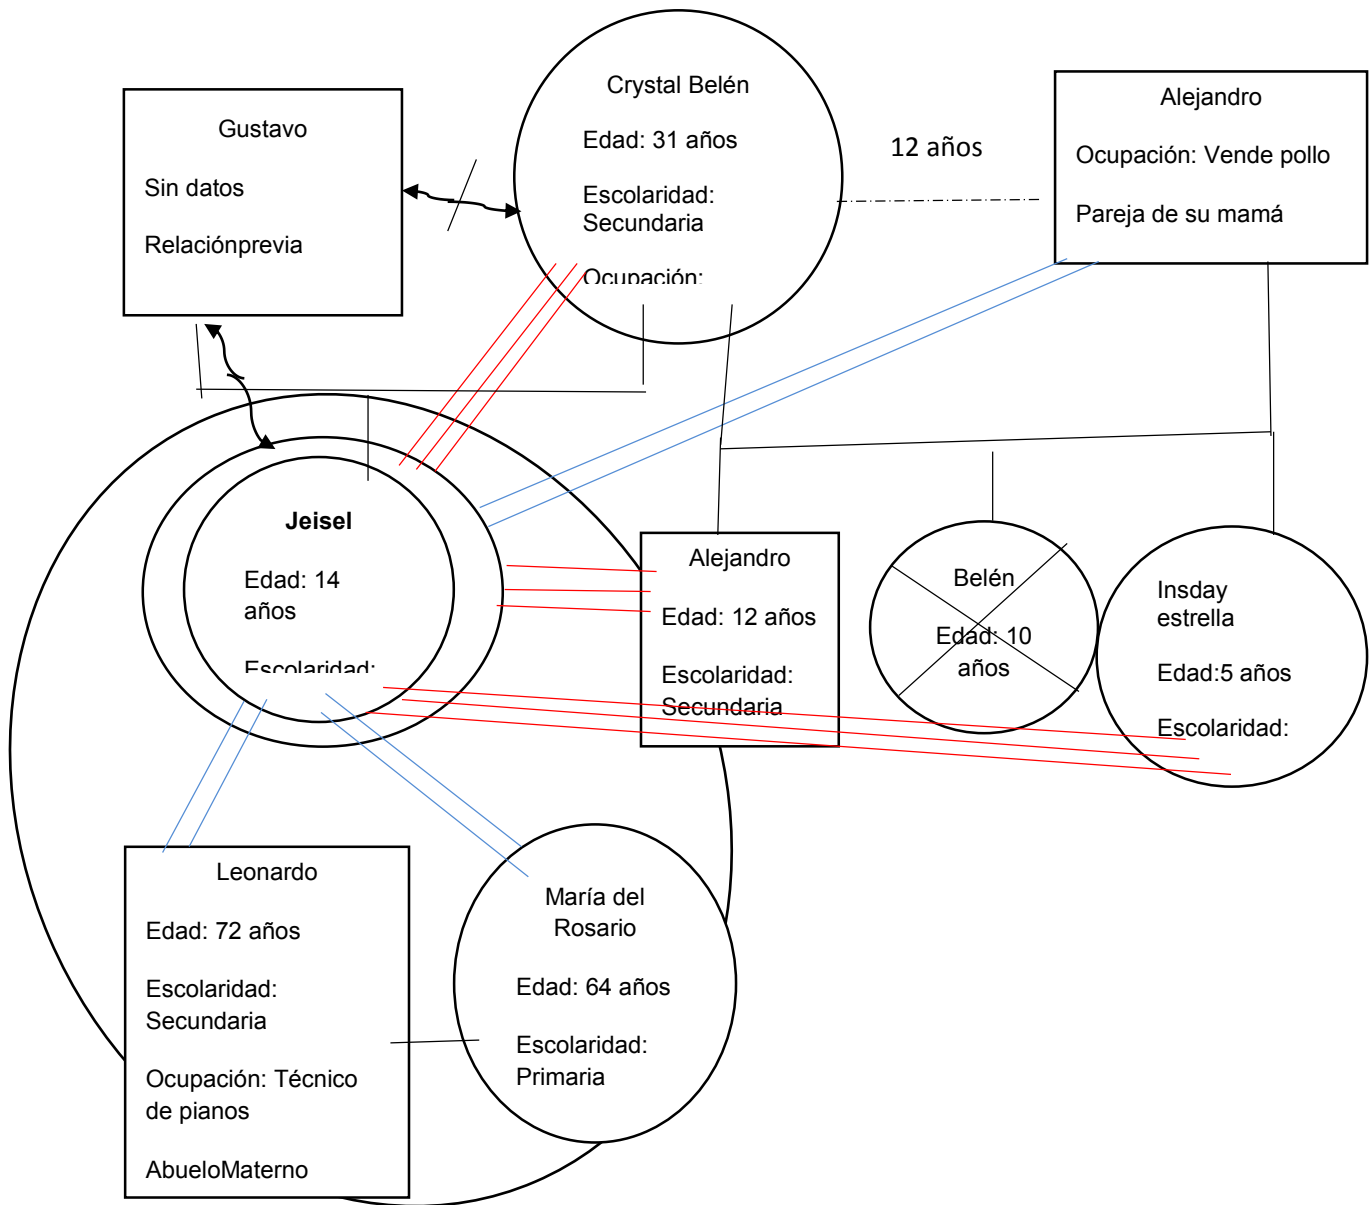 Gustavo
Sin datos
Relaciónprevia
Crystal Belén
Edad: 31 años
Escolaridad:
Secundaria
Ocupación:
12 años
Alejandro
Ocupación: Vende pollo
Pareja de su mamá
Jeisel
Edad: 14
años
Escolaridad:
Alejandro
Edad: 12 años
Escolaridad:
Secundaria
Belén
Edad: 10
años
Insday
estrella
Edad:5 años
Escolaridad:
Leonardo
Edad: 72 años
Escolaridad:
Secundaria
Ocupación: Técnico
de pianos
AbueloMaterno
María del
Rosario
Edad: 64 años
Escolaridad:
Primaria